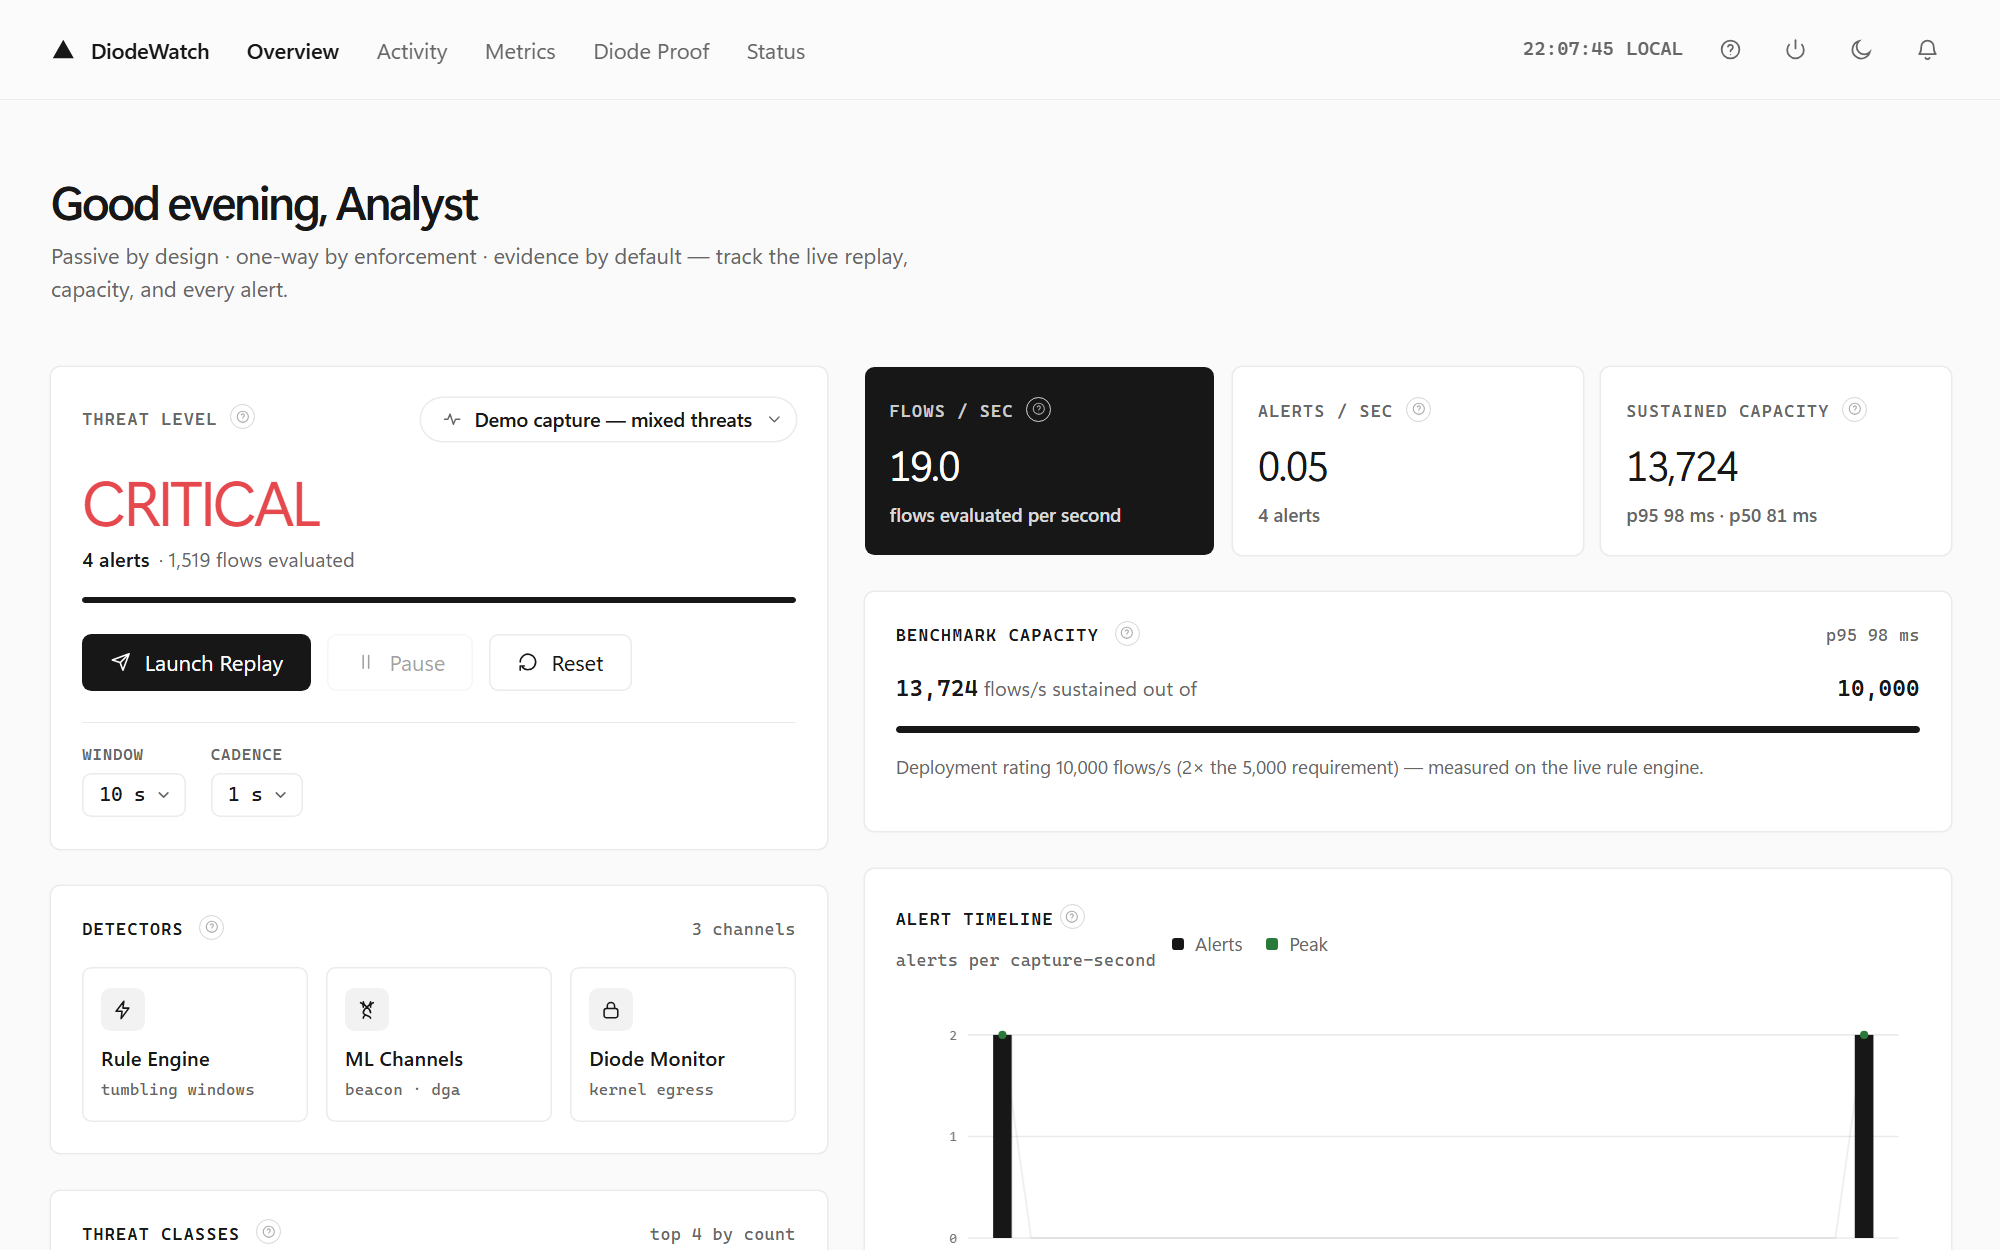 DiodeWatch Overview Activity Metrics Diode Proof Status 22:07:45 LOCAL
Good evening, Analyst
Passive by design · one-way by enforcement · evidence by default — track the live replay,
capacity, and every alert.
THREAT LEVEL
Demo capture — mixed threats
CRITICAL
4 alerts · 1,519 flows evaluated
Launch Replay
Pause
Reset
WINDOW CADENCE
10 s 1 s
DETECTORS
3 channels
Rule Engine
tumbling windows
ML Channels
beacon · dga
Diode Monitor
kernel egress
THREAT CLASSES
top 4 by count
FLOWS / SEC
19.0
flows evaluated per second
ALERTS / SEC
0.05
4 alerts
SUSTAINED CAPACITY
13,724
p95 98 ms · p50 81 ms
BENCHMARK CAPACITY
p95 98 ms
13,724 flows/s sustained out of
10,000
Deployment rating 10,000 flows/s (2× the 5,000 requirement) — measured on the live rule engine.
ALERT TIMELINE
alerts per capture-second
Alerts Peak
2
1
0